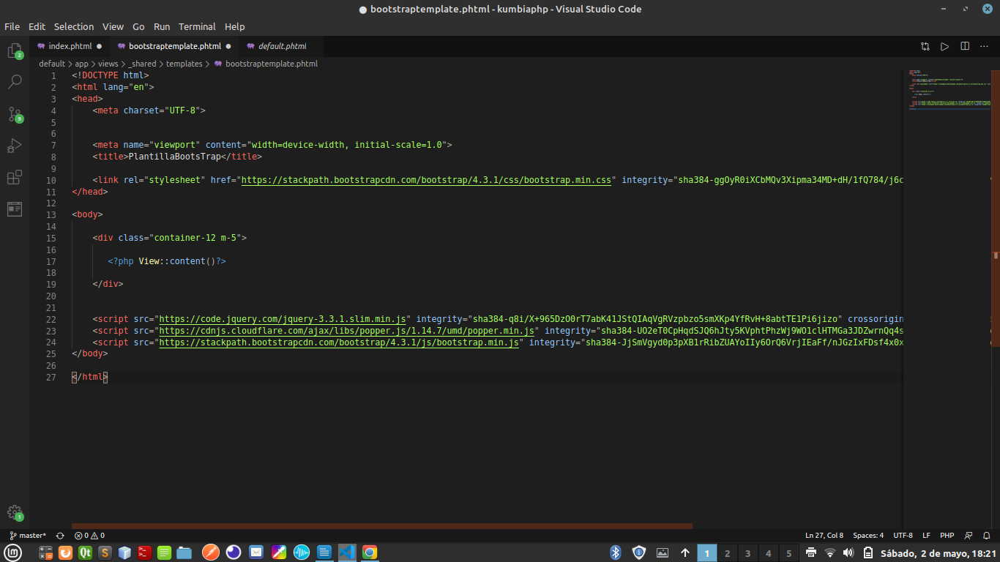 bootstraptemplate.phtml - kumbiaphp - Visual Studio Code
File Edit Selection View Go Run Terminal Help
index.phtml bootstraptemplate.phtml default.phtml
default > app > views > _shared > templates > bootstraptemplate.phtml
1 <!DOCTYPE html>
2 <html lang="en">
3 <head>
4 <meta charset="UTF-8">
5
6
7 <meta name="viewport" content="width=device-width, initial-scale=1.0">
8 <title>PlantillaBootsTrap</title>
9
10 <link rel="stylesheet" href="https://stackpath.bootstrapcdn.com/bootstrap/4.3.1/css/bootstrap.min.css" integrity="sha384-ggOyR0iXCbMQv3Xipma34MD+dH/1fQ784/j6c
11 </head>
12
13 <body>
14
15 <div class="container-12 m-5">
16
17 <?php View::content()?>
18
19 </div>
20
21
22 <script src="https://code.jquery.com/jquery-3.3.1.slim.min.js" integrity="sha384-q8i/X+965DzO0rT7abK41JStQIAqVgRVzpbzo5smXKp4YfRvH+8abtTE1Pi6jizo" crossorigin
23 <script src="https://cdnjs.cloudflare.com/ajax/libs/popper.js/1.14.7/umd/popper.min.js" integrity="sha384-UO2eT0CpHqdSJQ6hJty5KVphtPhzWj9WO1clHTMGa3JDZwrnQq4s
24 <script src="https://stackpath.bootstrapcdn.com/bootstrap/4.3.1/js/bootstrap.min.js" integrity="sha384-JjSmVgyd0p3pXB1rRibZUAYoIIy6OrQ6VrjIEaFf/nJGzIxFDsf4x0x
25 </body>
26
27 </html>
2
9
1
master* 0 0 Ln 27, Col 8 Spaces: 4 UTF-8 LF PHP
Qt S 1 2 3 4 5 Sábado, 2 de mayo, 18:21